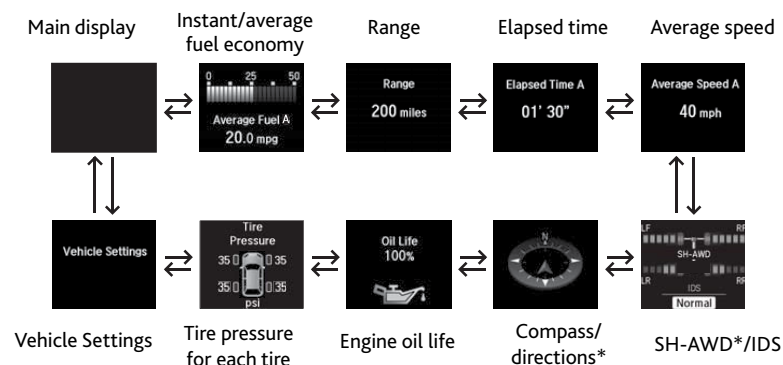 Main display
Instant/average
fuel economy
Range
Elapsed time
Average speed
0 25 50
Average Fuel A
20.0 mpg
Range
200 miles
Elapsed Time A
01' 30"
Average Speed A
40 mph
Vehicle Settings
Tire
Pressure
35 35
35 35
psi
Oil Life
100%
N
LF RF
SH-AWD
LR RR
IDS
Normal
Vehicle Settings
Tire pressure
for each tire
Engine oil life
Compass/
directions*
SH-AWD*/IDS